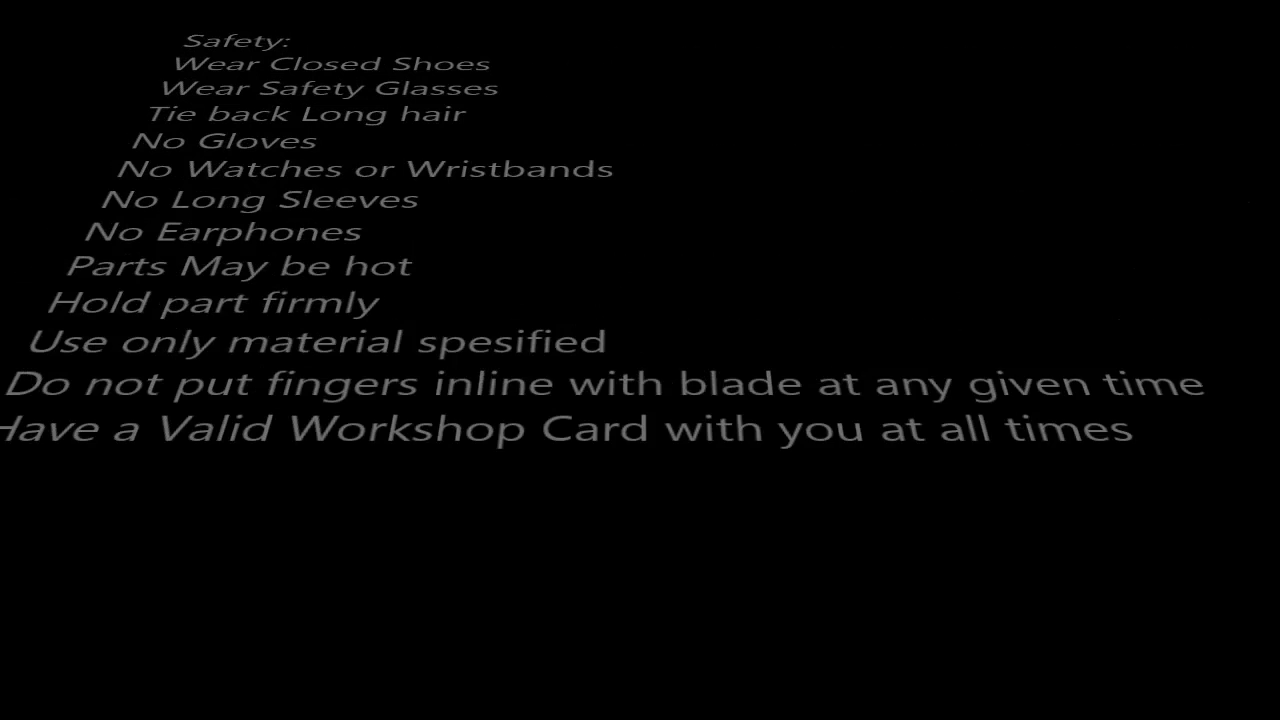 Safety:
Wear Closed Shoes
Wear Safety Glasses
Tie back Long hair
No Gloves
No Watches or Wristbands
No Long Sleeves
No Earphones
Parts May be hot
Hold part firmly
Use only material spesified
Do not put fingers inline with blade at any given time
Have a Valid Workshop Card with you at all times